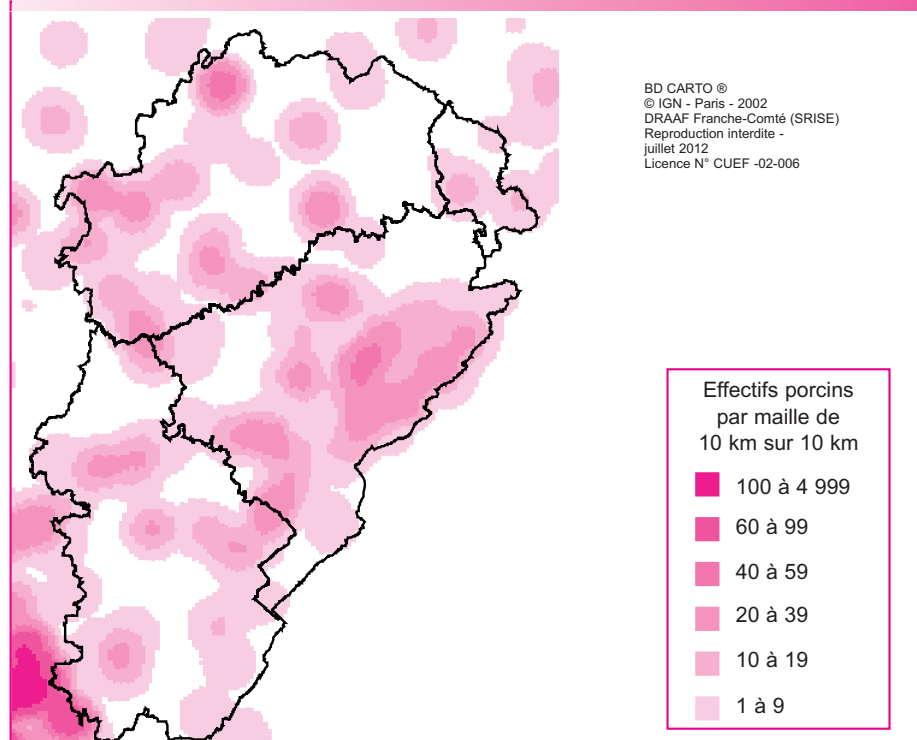 BD CARTO ®
© IGN - Paris - 2002
DRAAF Franche-Comté (SRISE)
Reproduction interdite -
juillet 2012
Licence N° CUEF -02-006
Effectifs porcins
par maille de
10 km sur 10 km
100 à 4 999
60 à 99
40 à 59
20 à 39
10 à 19
1 à 9